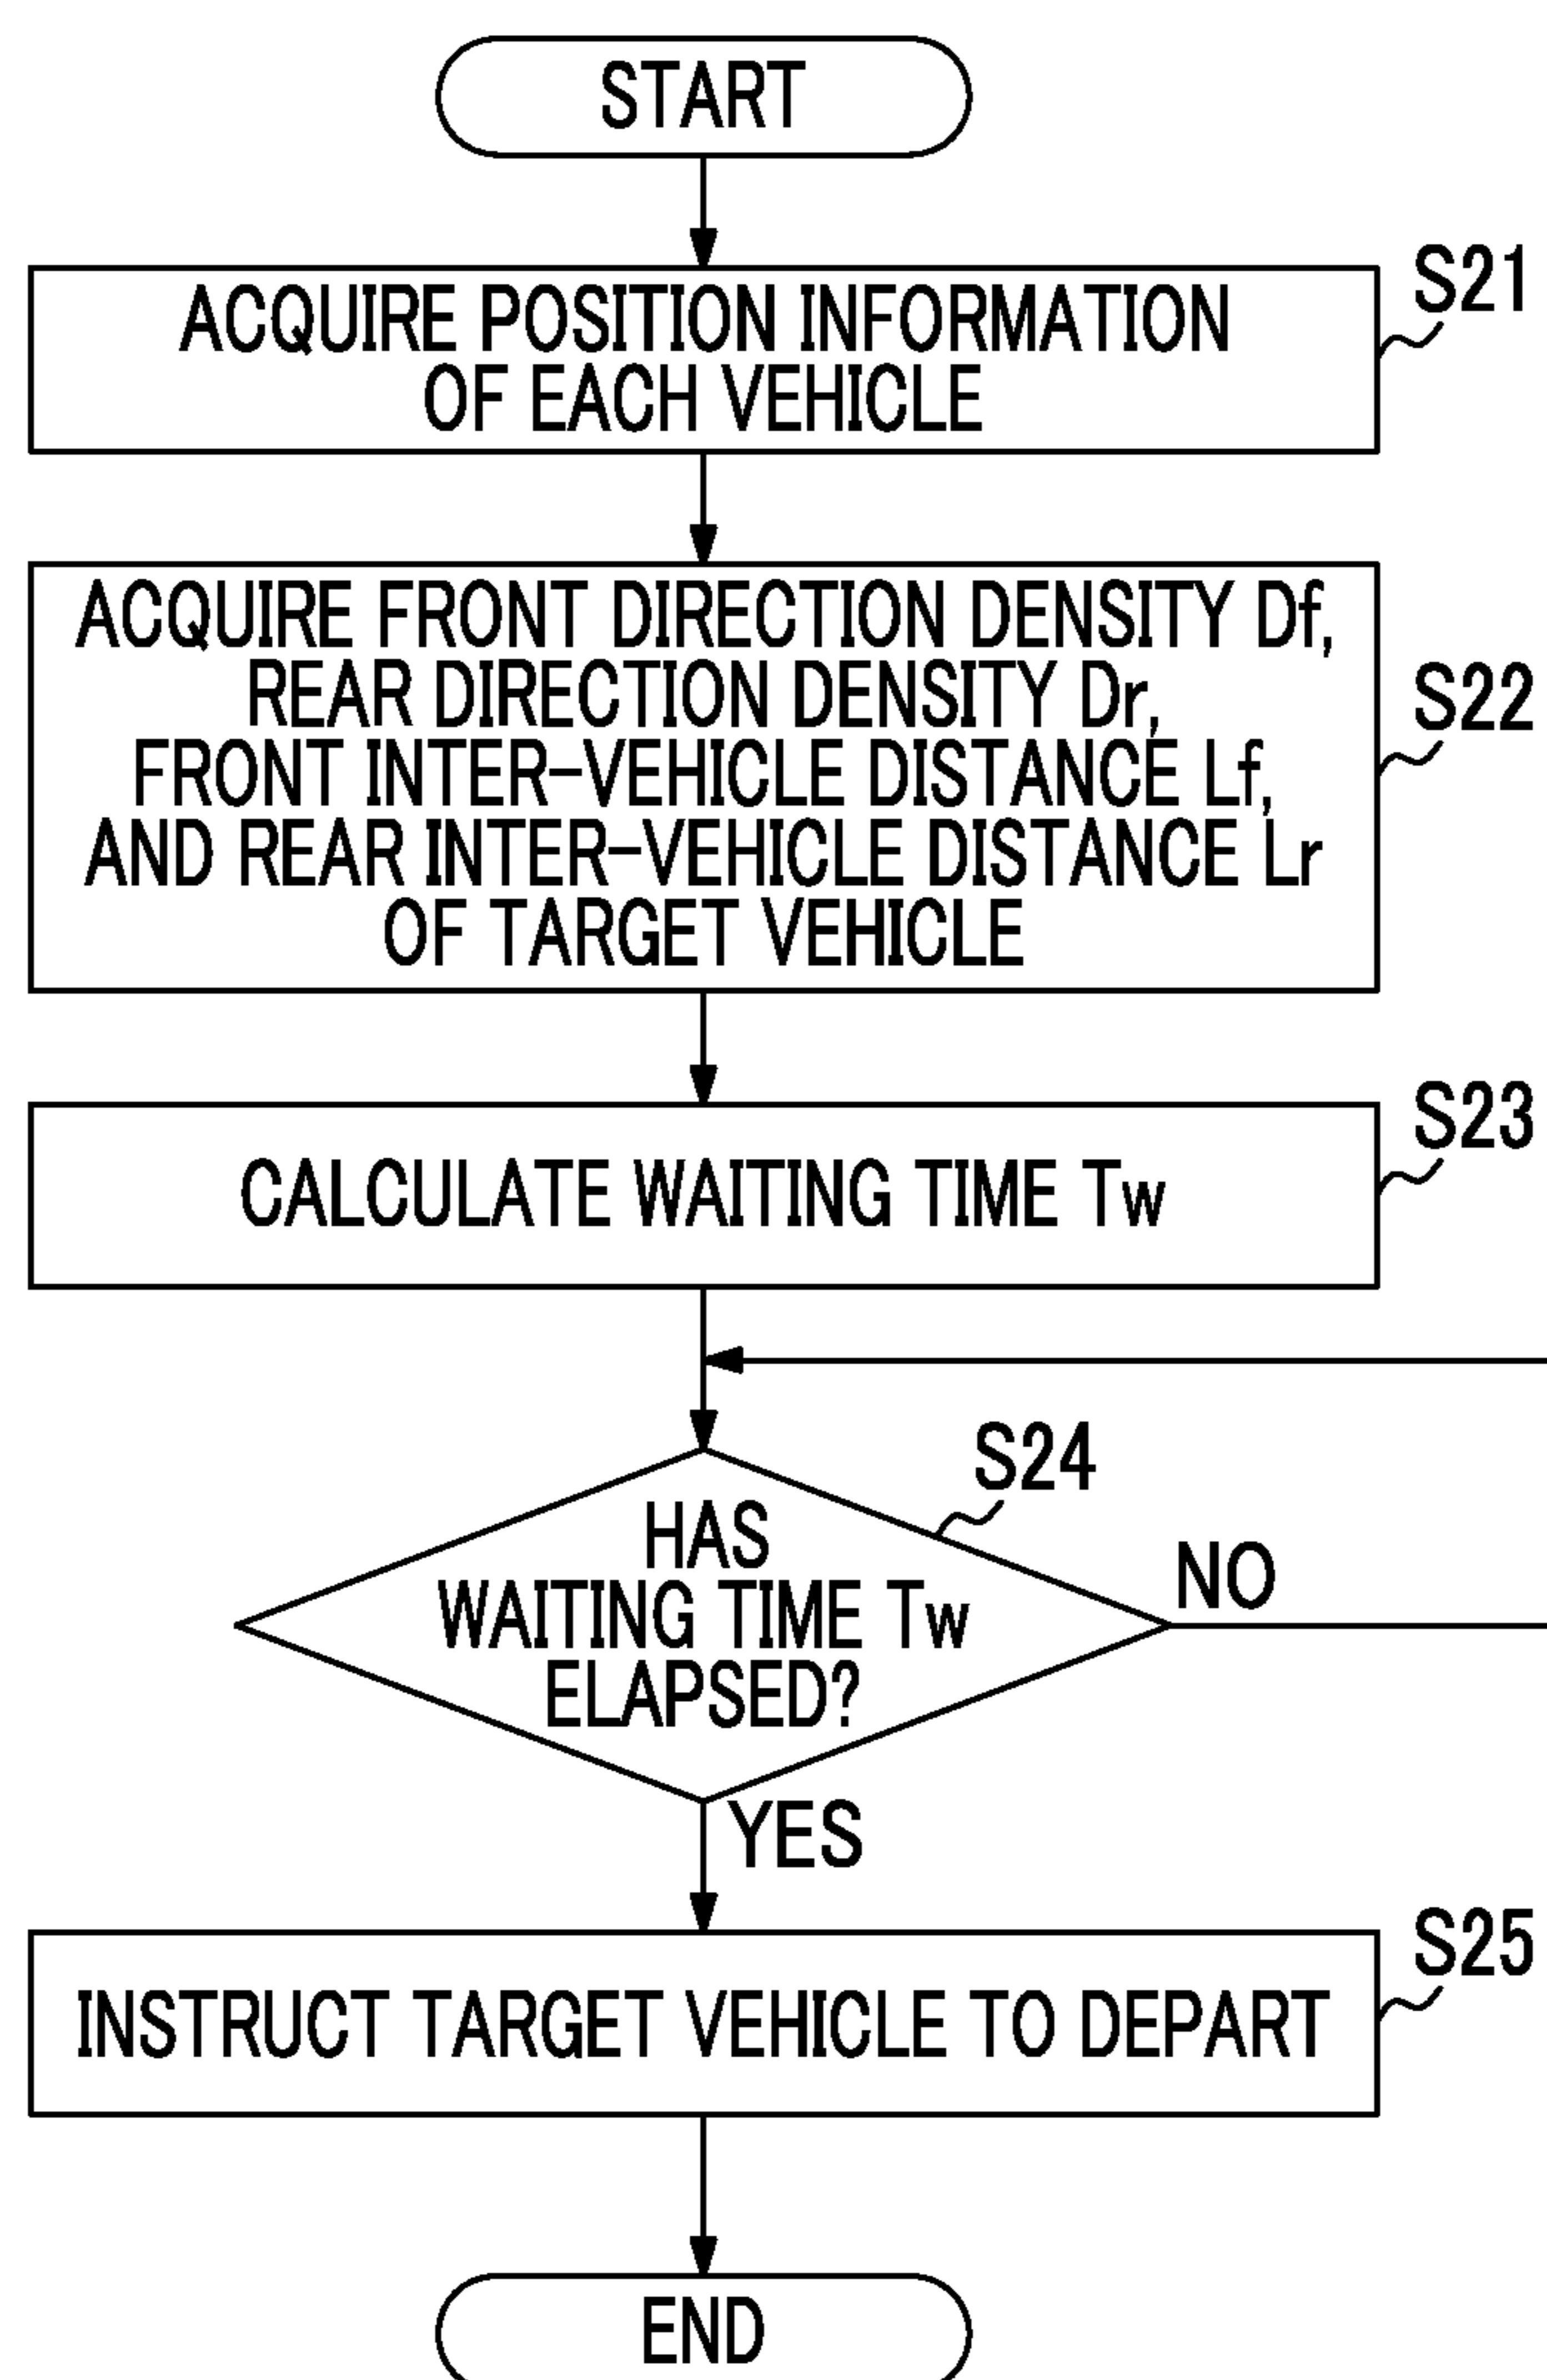 START
S21
ACQUIRE POSITION INFORMATION
OF EACH VEHICLE
S22
ACQUIRE FRONT DIRECTION DENSITY Df,
REAR DIRECTION DENSITY Dr,
FRONT INTER-VEHICLE DISTANCE Lf,
AND REAR INTER-VEHICLE DISTANCE Lr
OF TARGET VEHICLE
S23
CALCULATE WAITING TIME Tw
S24
HAS
WAITING TIME Tw
ELAPSED?
NO
YES
S25
INSTRUCT TARGET VEHICLE TO DEPART
END